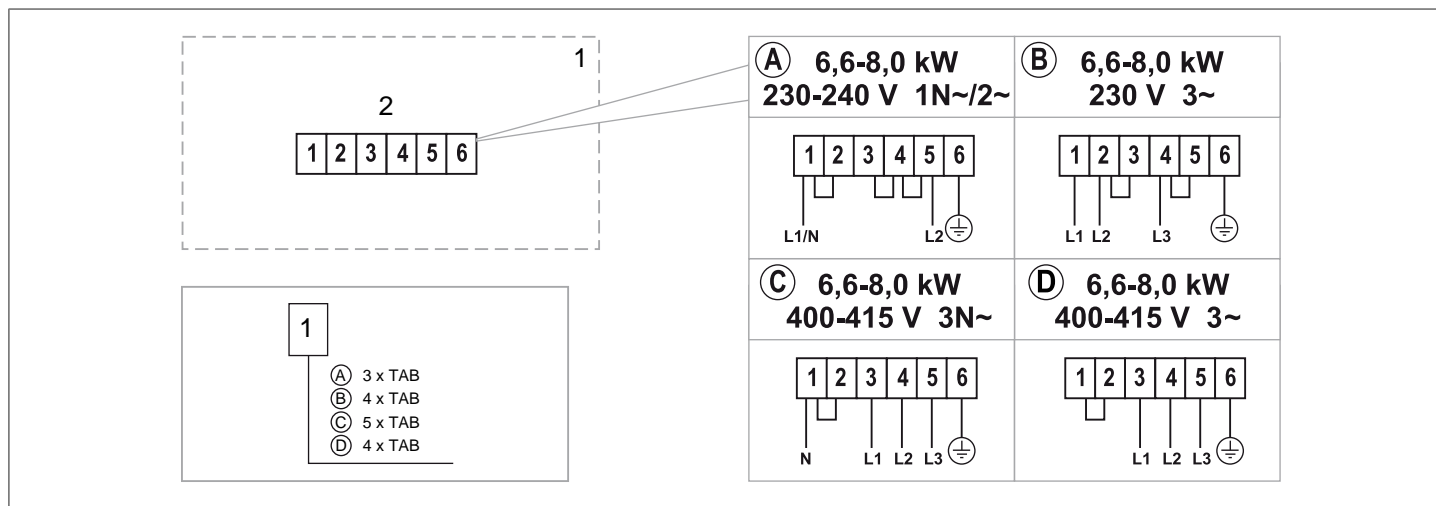 1
2
1 2 3 4 5 6
1
A 3 x TAB
B 4 x TAB
C 5 x TAB
D 4 x TAB
A 6,6-8,0 kW
230-240 V 1N~/2~
1 2 3 4 5 6
L1/N L2
B 6,6-8,0 kW
230 V 3~
1 2 3 4 5 6
L1 L2 L3
C 6,6-8,0 kW
400-415 V 3N~
1 2 3 4 5 6
N L1 L2 L3
D 6,6-8,0 kW
400-415 V 3~
1 2 3 4 5 6
L1 L2 L3